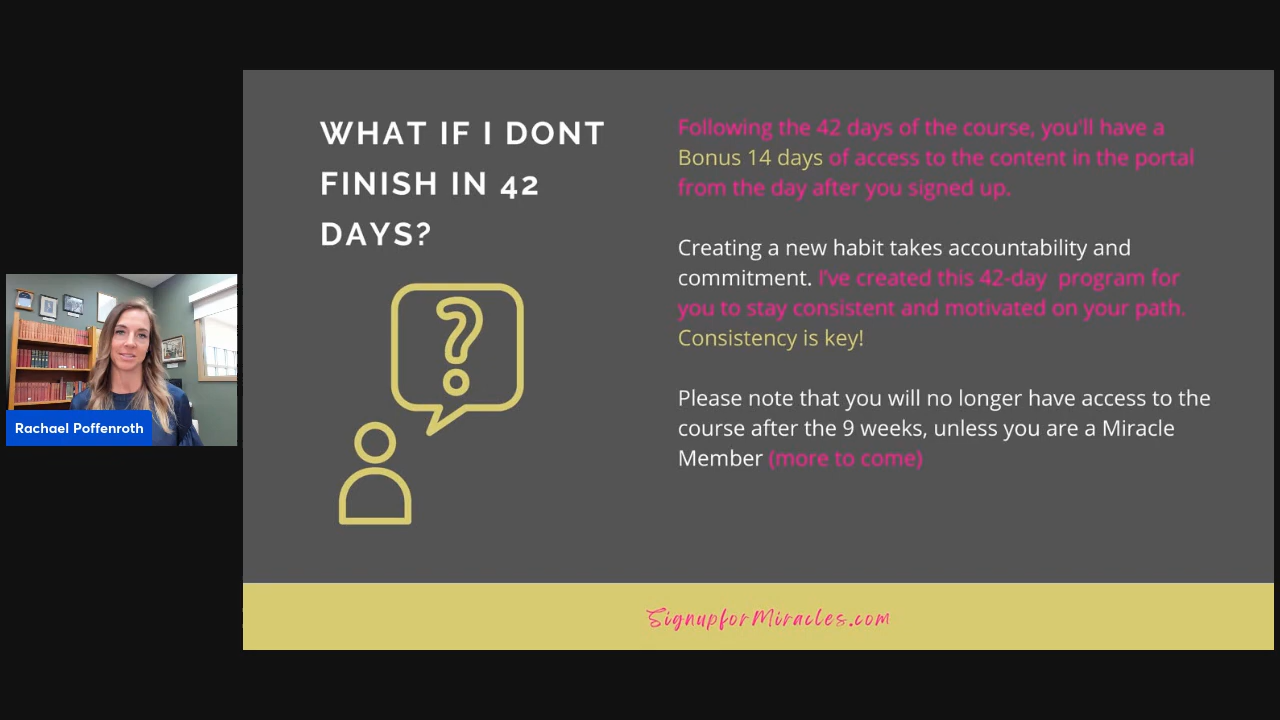 WHAT IF I DONT
FINISH IN 42
DAYS?
Following the 42 days of the course, you'll have a
Bonus 14 days of access to the content in the portal
from the day after you signed up.
Creating a new habit takes accountability and
commitment. I've created this 42-day program for
you to stay consistent and motivated on your path.
Consistency is key!
Please note that you will no longer have access to the
course after the 9 weeks, unless you are a Miracle
Member (more to come)
?
Rachael Poffenroth
SignupforMiracles.com